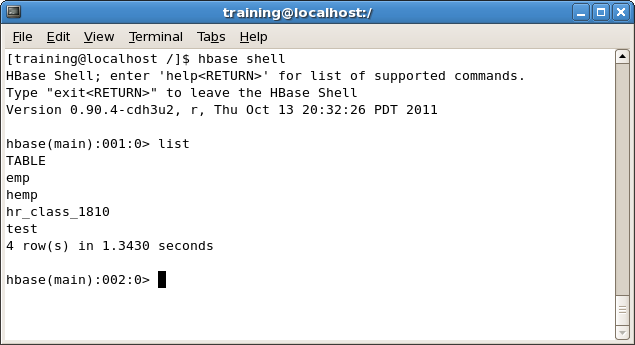 training@localhost:/
File Edit View Terminal Tabs Help
[training@localhost /]$ hbase shell
HBase Shell; enter 'help<RETURN>' for list of supported commands.
Type "exit<RETURN>" to leave the HBase Shell
Version 0.90.4-cdh3u2, r, Thu Oct 13 20:32:26 PDT 2011
hbase(main):001:0> list
TABLE
emp
hemp
hr_class_1810
test
4 row(s) in 1.3430 seconds
hbase(main):002:0>